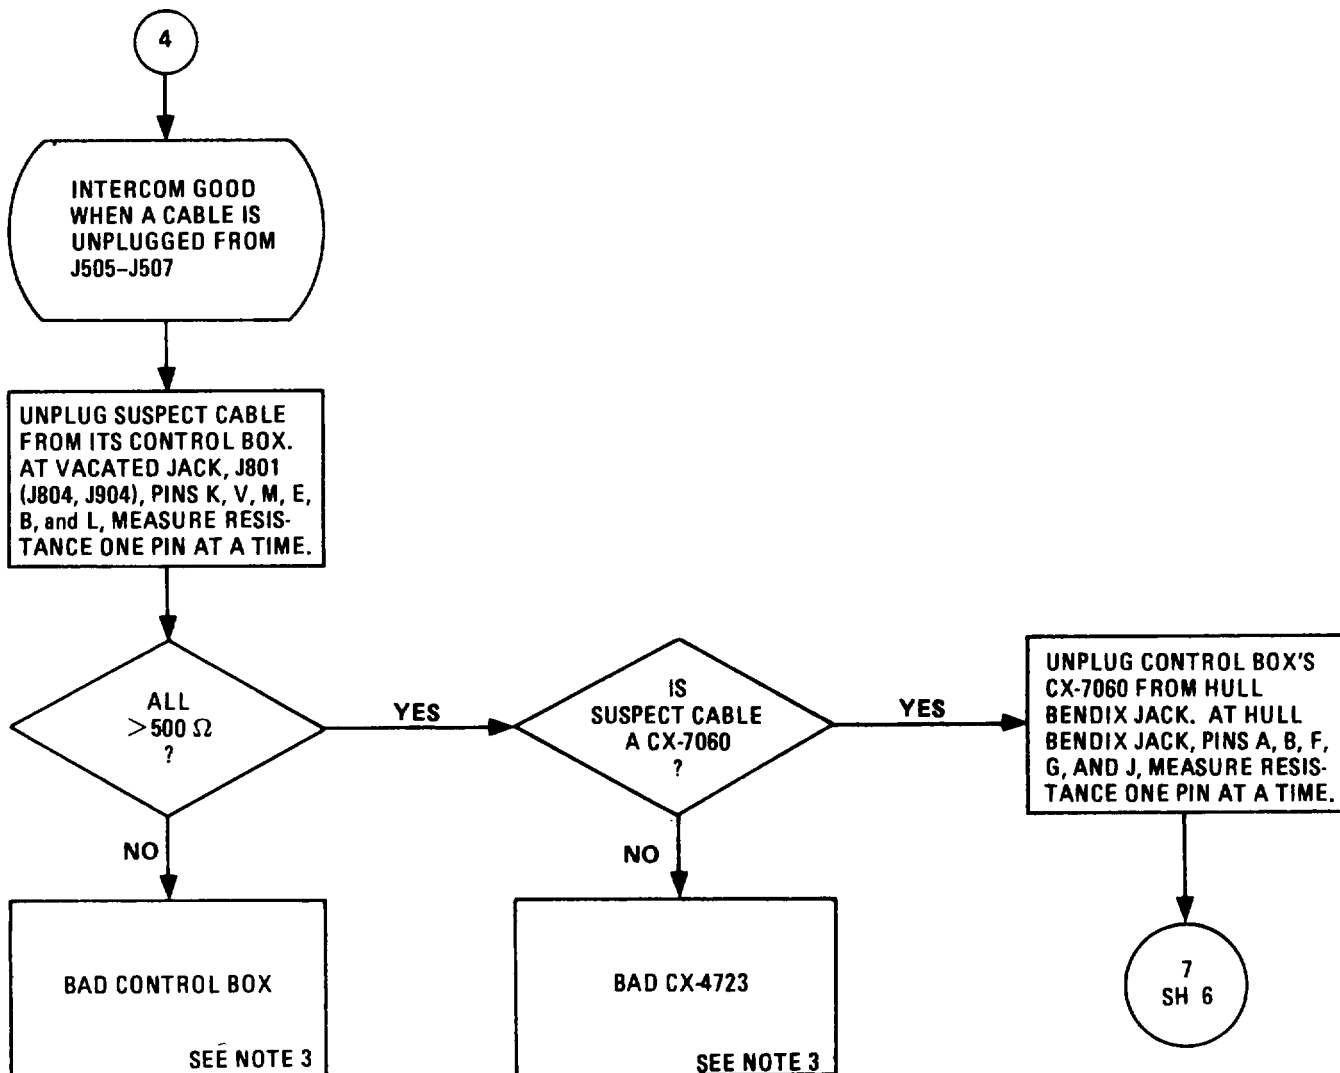 4
INTERCOM GOOD
WHEN A CABLE IS
UNPLUGGED FROM
J505–J507
UNPLUG SUSPECT CABLE
FROM ITS CONTROL BOX.
AT VACATED JACK, J801
(J804, J904), PINS K, V, M, E,
B, and L, MEASURE RESIS-
TANCE ONE PIN AT A TIME.
ALL
>500 Ω
?
YES
NO
IS
SUSPECT CABLE
A CX-7060
?
YES
NO
UNPLUG CONTROL BOX'S
CX-7060 FROM HULL
BENDIX JACK. AT HULL
BENDIX JACK, PINS A, B, F,
G, AND J, MEASURE RESIS-
TANCE ONE PIN AT A TIME.
BAD CONTROL BOX
SEE NOTE 3
BAD CX-4723
SEE NOTE 3
7
SH 6